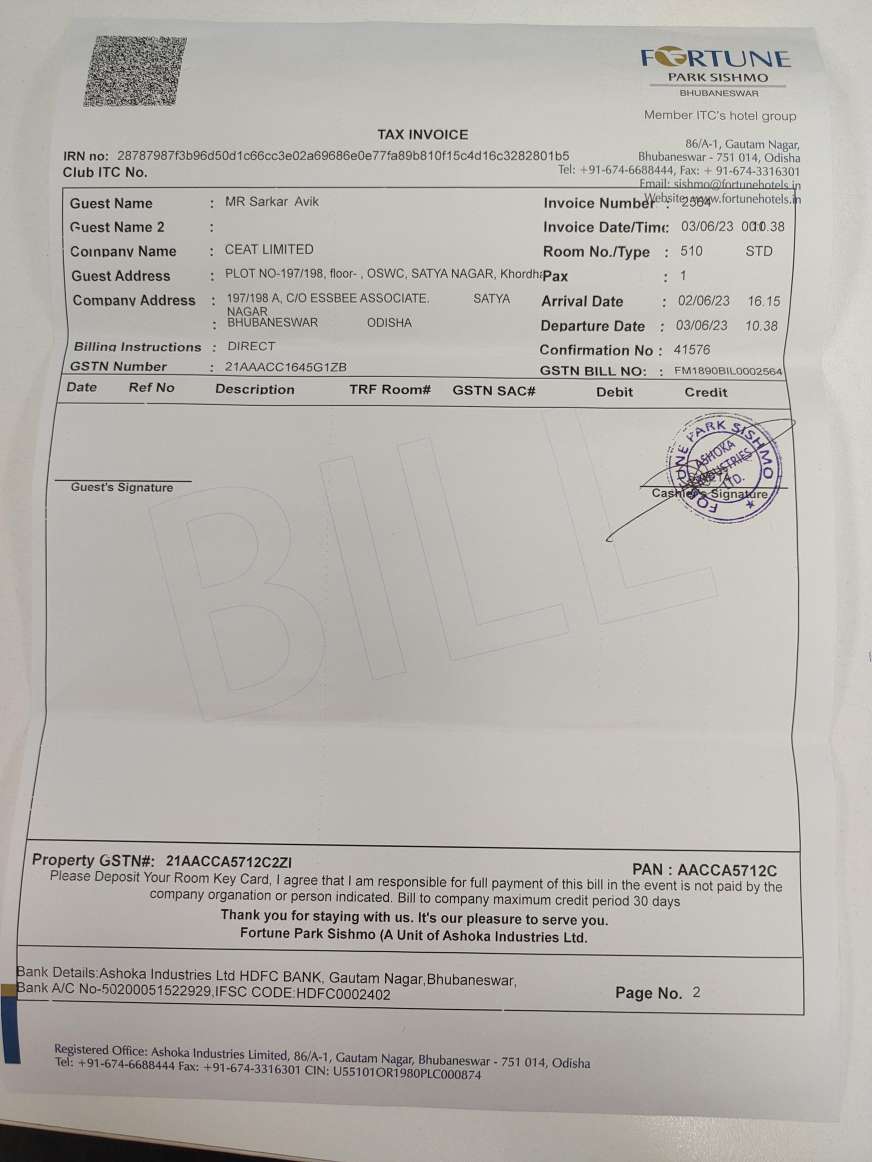 FORTUNE
PARK SISHMO
BHUBANESWAR
Member ITC's hotel group
TAX INVOICE
86/A-1, Gautam Nagar,
Bhubaneswar - 751 014, Odisha
Tel: +91-674-6688444, Fax: + 91-674-3316301
Email: sishmo@fortunehotels.in
Website: www.fortunehotels.in
IRN no: 28787987f3b96d50d1c66cc3e02a69686e0e77fa89b810f15c4d16c3282801b5
Club ITC No.
Guest Name : MR Sarkar Avik Invoice Number : 2564
Guest Name 2 : Invoice Date/Time: 03/06/23 10.38
Company Name : CEAT LIMITED Room No./Type : 510 STD
Guest Address : PLOT NO-197/198, floor- , OSWC, SATYA NAGAR, Khordha Pax : 1
Company Address : 197/198 A, C/O ESSBEE ASSOCIATE. SATYA Arrival Date : 02/06/23 16.15
NAGAR
: BHUBANESWAR ODISHA Departure Date : 03/06/23 10.38
Billing Instructions : DIRECT Confirmation No : 41576
GSTN Number : 21AAACC1645G1ZB GSTN BILL NO: : FM1890BIL0002564
Date Ref No Description TRF Room# GSTN SAC# Debit Credit
FORTUNE PARK SISHMO
ASHOKA
INDUSTRIES
LTD.
Guest's Signature Cashier's Signature
BILL
Property GSTN#: 21AACCA5712C2ZI PAN : AACCA5712C
Please Deposit Your Room Key Card, I agree that I am responsible for full payment of this bill in the event is not paid by the
company organation or person indicated. Bill to company maximum credit period 30 days
Thank you for staying with us. It's our pleasure to serve you.
Fortune Park Sishmo (A Unit of Ashoka Industries Ltd.
Bank Details:Ashoka Industries Ltd HDFC BANK, Gautam Nagar,Bhubaneswar,
Bank A/C No-50200051522929,IFSC CODE:HDFC0002402
Page No. 2
Registered Office: Ashoka Industries Limited, 86/A-1, Gautam Nagar, Bhubaneswar - 751 014, Odisha
Tel: +91-674-6688444 Fax: +91-674-3316301 CIN: U55101OR1980PLC000874